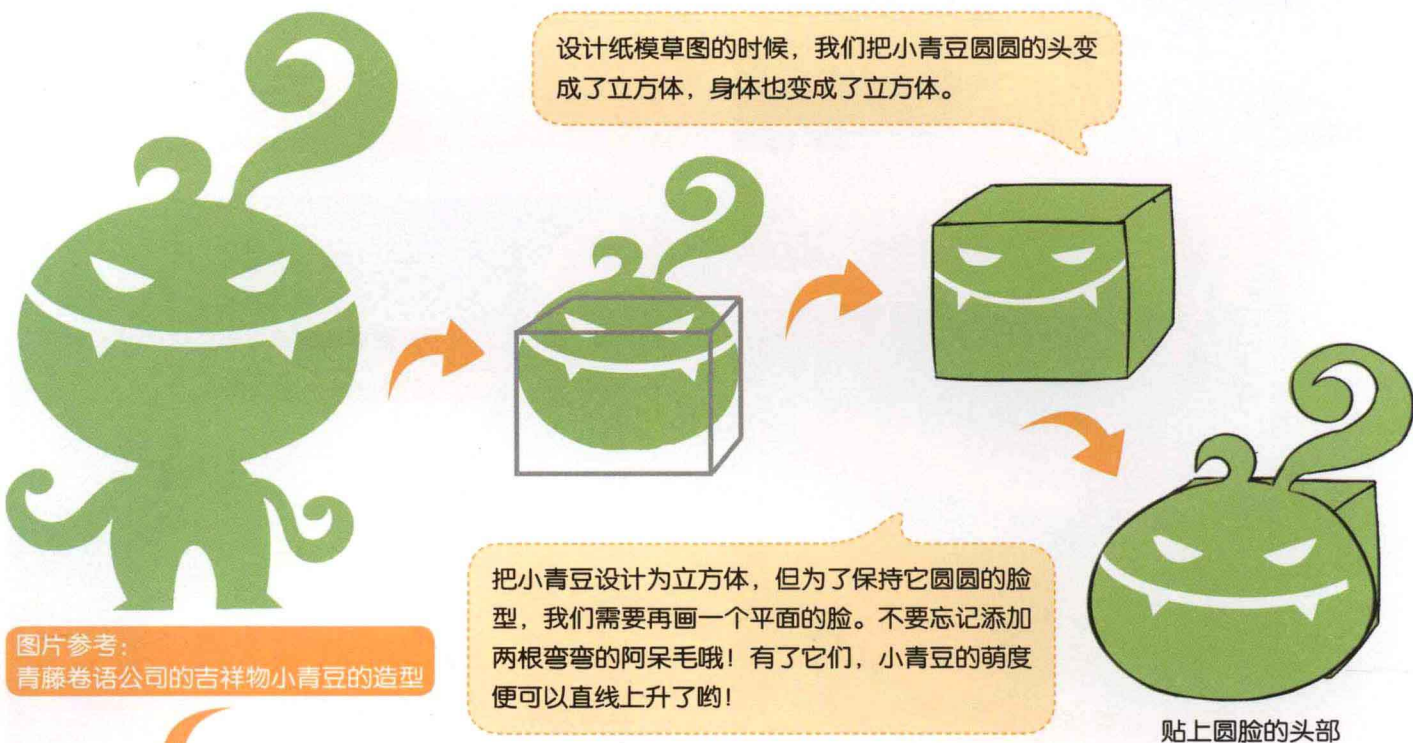 设计纸模草图的时候，我们把小青豆圆圆的头变
成了立方体，身体也变成了立方体。
图片参考：
青藤卷语公司的吉祥物小青豆的造型
把小青豆设计为立方体，但为了保持它圆圆的脸
型，我们需要再画一个平面的脸。不要忘记添加
两根弯弯的阿呆毛哦！有了它们，小青豆的萌度
便可以直线上升了哟！
贴上圆脸的头部